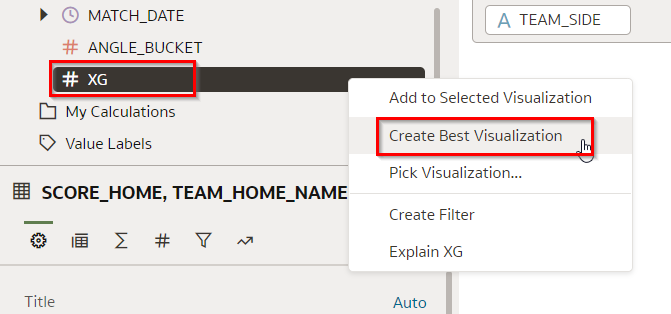 MATCH_DATE
A TEAM_SIDE
# ANGLE_BUCKET
# XG
Add to Selected Visualization
My Calculations
Create Best Visualization
Value Labels
Pick Visualization...
SCORE_HOME, TEAM_HOME_NAME
Create Filter
Explain XG
Title
Auto